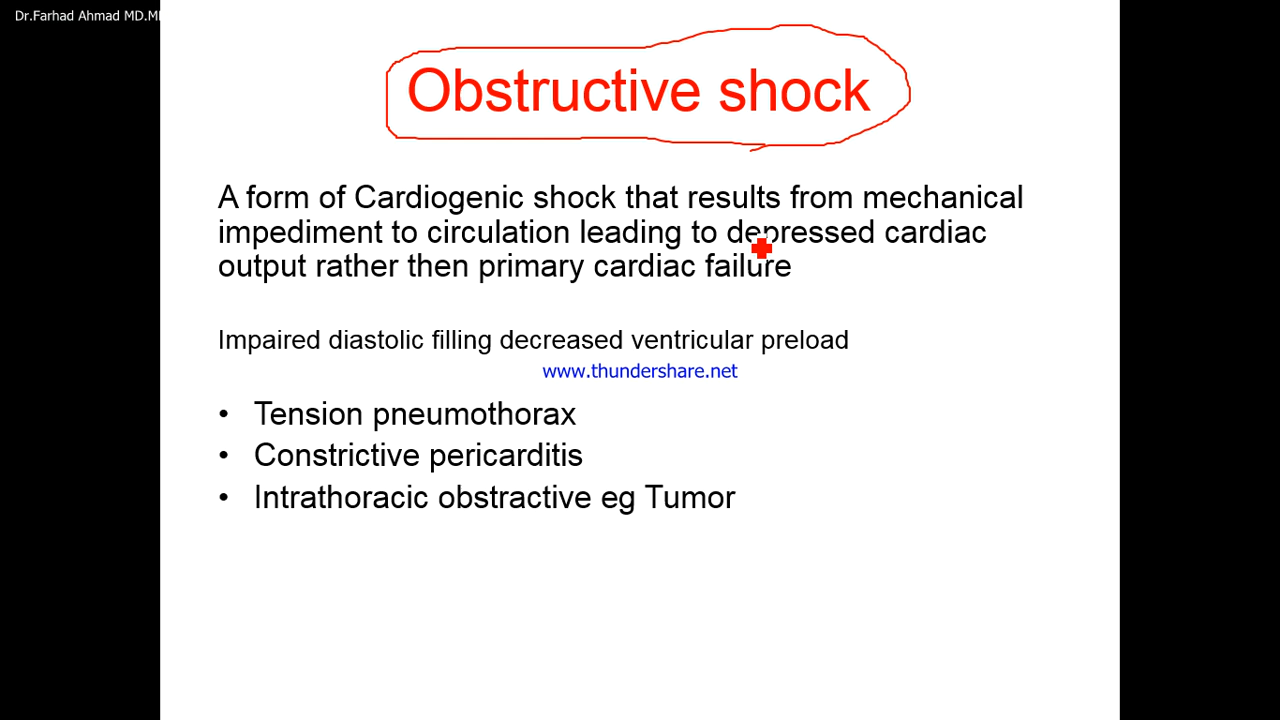 Dr.Farhad Ahmad MD.
Obstructive shock
A form of Cardiogenic shock that results from mechanical
impediment to circulation leading to depressed cardiac
output rather then primary cardiac failure
Impaired diastolic filling decreased ventricular preload
www.thundershare.net
• Tension pneumothorax
• Constrictive pericarditis
• Intrathoracic obstractive eg Tumor